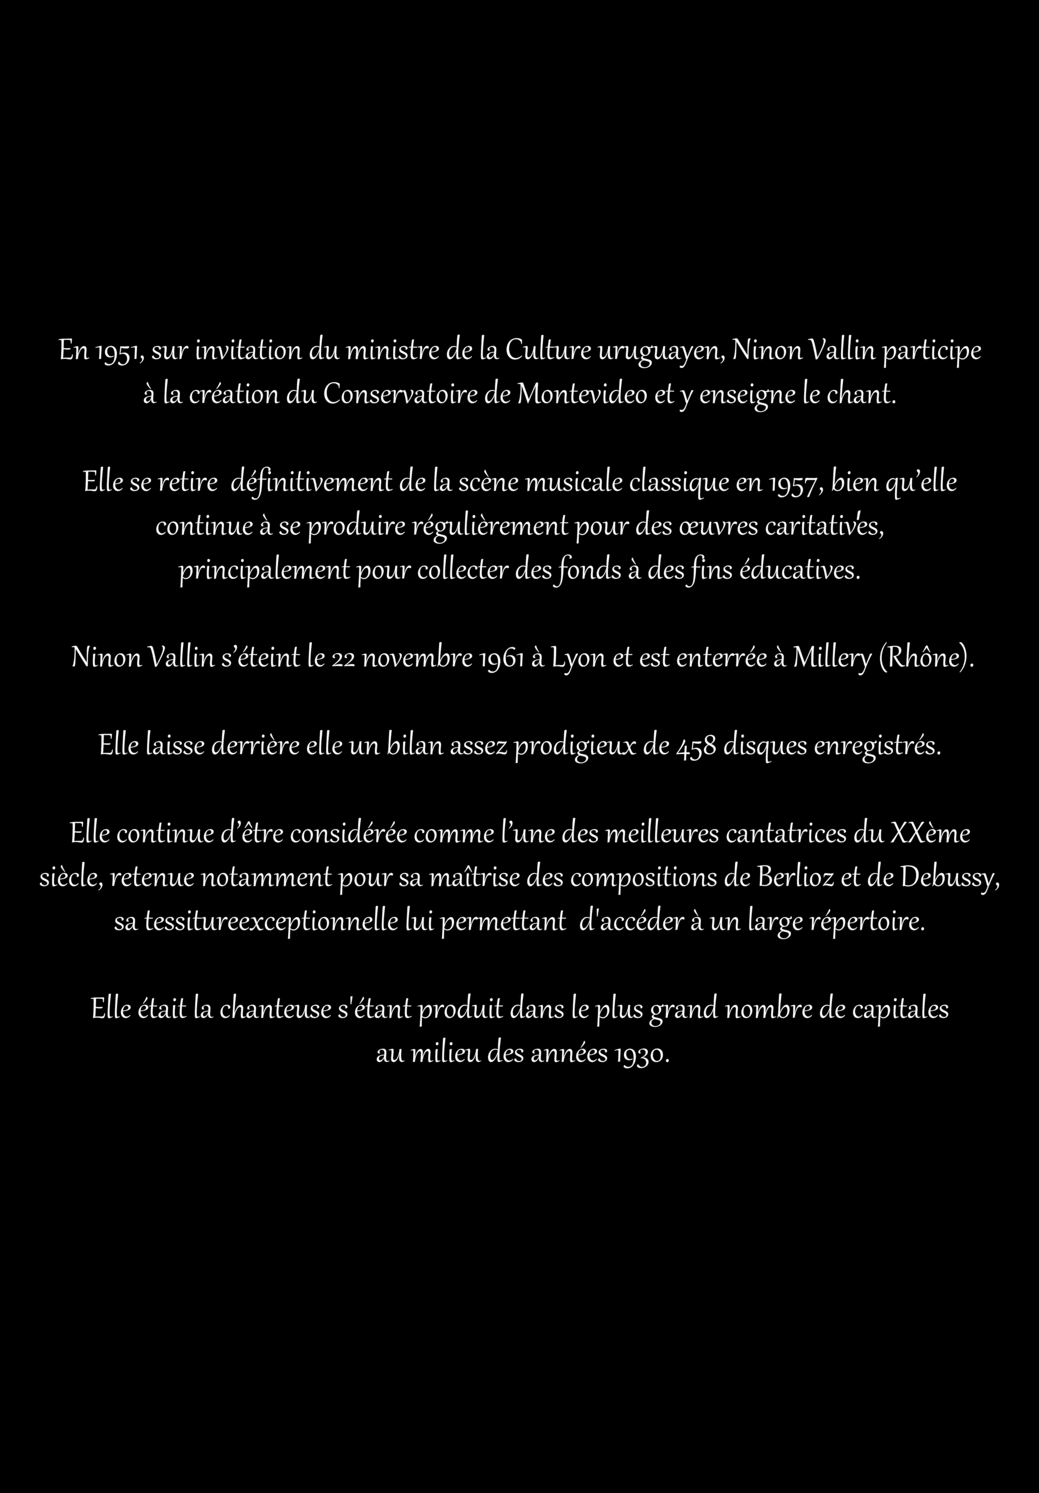 En 1951, sur invitation du ministre de la Culture uruguayen, Ninon Vallin participe
à la création du Conservatoire de Montevideo et y enseigne le chant.
Elle se retire  définitivement de la scène musicale classique en 1957, bien qu’elle
continue à se produire régulièrement pour des œuvres caritativ'es,
principalement pour collecter des fonds à des fins éducatives.
Ninon Vallin s’éteint le 22 novembre 1961 à Lyon et est enterrée à Millery (Rhône).
Elle laisse derrière elle un bilan assez prodigieux de 458 disques enregistrés.
Elle continue d’être considérée comme l’une des meilleures cantatrices du XXème
siècle, retenue notamment pour sa maîtrise des compositions de Berlioz et de Debussy,
sa tessitureexceptionnelle lui permettant  d'accéder à un large répertoire.
Elle était la chanteuse s'étant produit dans le plus grand nombre de capitales
au milieu des années 1930.